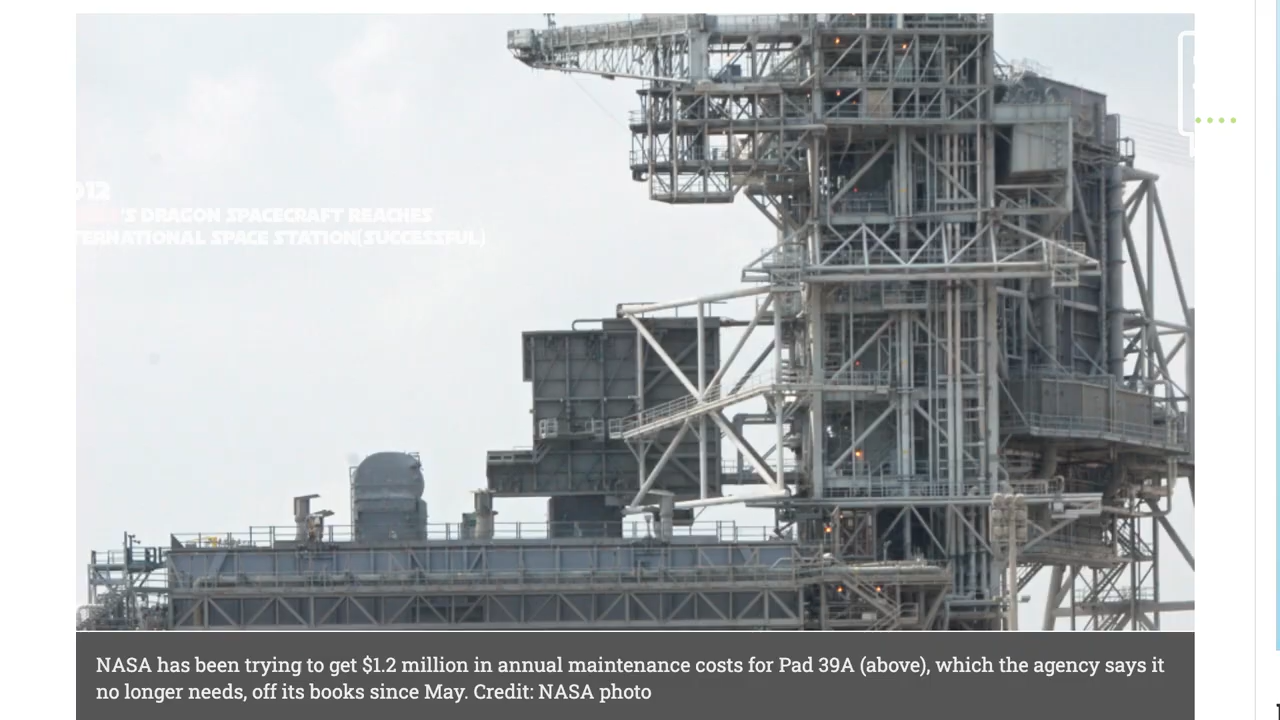 012
'S DRAGON SPACECRAFT REACHES
TERNATIONAL SPACE STATION(SUCCESSFUL)
NASA has been trying to get $1.2 million in annual maintenance costs for Pad 39A (above), which the agency says it
no longer needs, off its books since May. Credit: NASA photo